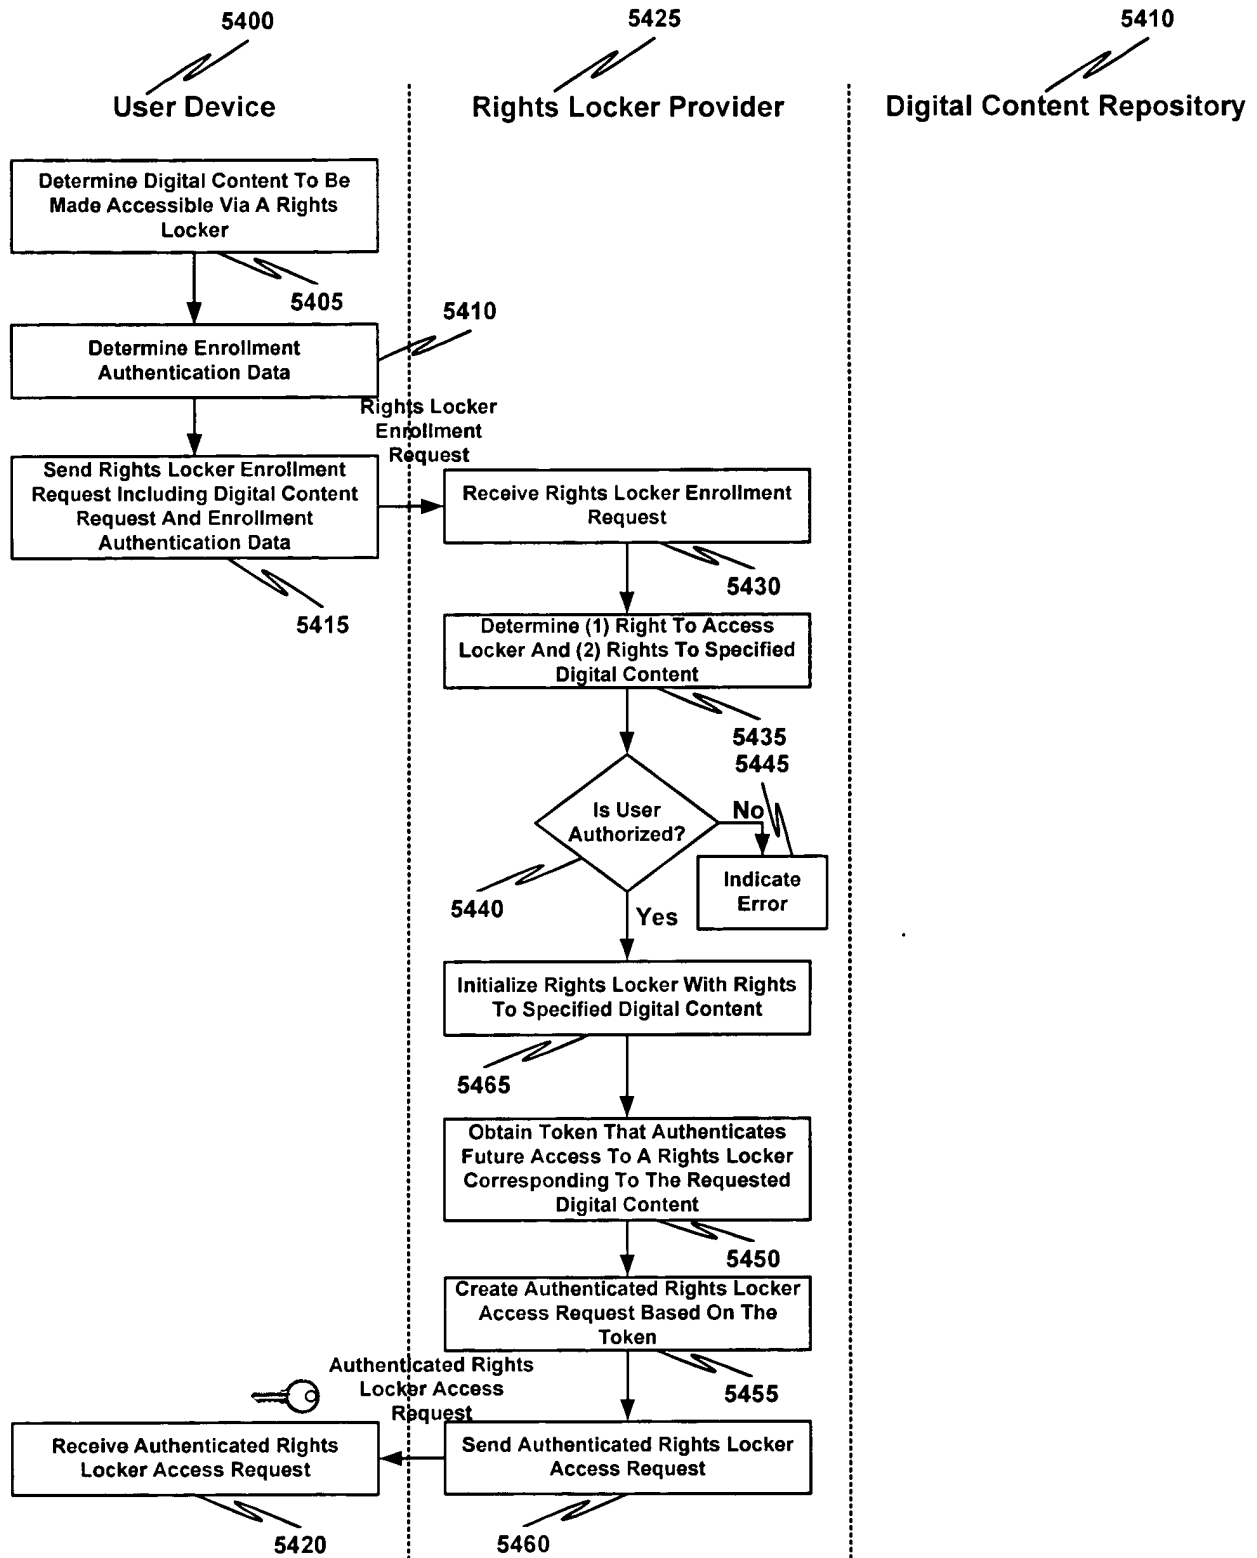 5400
5425
5410
User Device
Rights Locker Provider
Digital Content Repository
Determine Digital Content To Be
Made Accessible Via A Rights
Locker
5405
5410
Determine Enrollment
Authentication Data
Rights Locker
Enrollment
Request
Send Rights Locker Enrollment
Request Including Digital Content
Request And Enrollment
Authentication Data
5415
Receive Rights Locker Enrollment
Request
5430
Determine (1) Right To Access
Locker And (2) Rights To Specified
Digital Content
5435
5445
Is User
Authorized?
No
Indicate
Error
5440
Yes
Initialize Rights Locker With Rights
To Specified Digital Content
5465
Obtain Token That Authenticates
Future Access To A Rights Locker
Corresponding To The Requested
Digital Content
5450
Create Authenticated Rights Locker
Access Request Based On The
Token
5455
Authenticated Rights
Locker Access
Request
Receive Authenticated Rights
Locker Access Request
Send Authenticated Rights Locker
Access Request
5420
5460